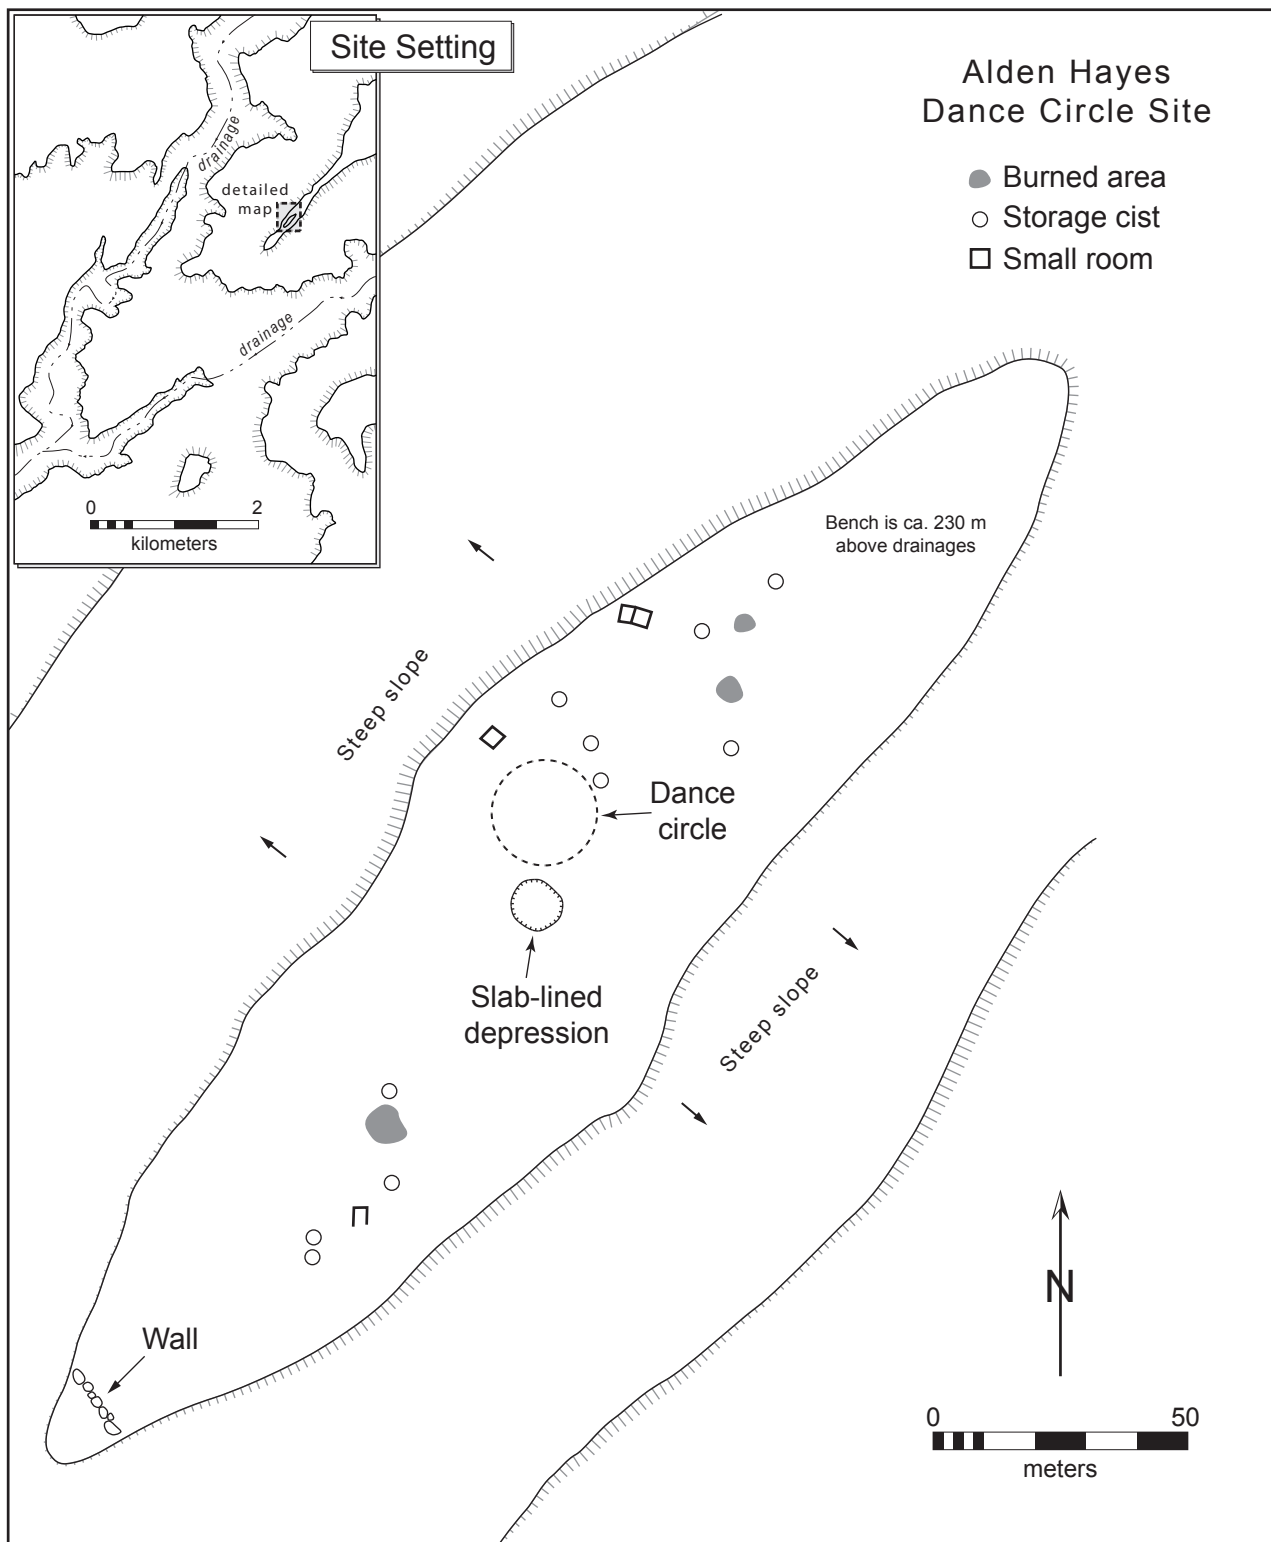 Site Setting
drainage
detailed
map
drainage
0 2
kilometers
Alden Hayes
Dance Circle Site
Burned area
Storage cist
Small room
Bench is ca. 230 m
above drainages
Steep slope
Dance
circle
Slab-lined
depression
Steep slope
Wall
N
0 50
meters